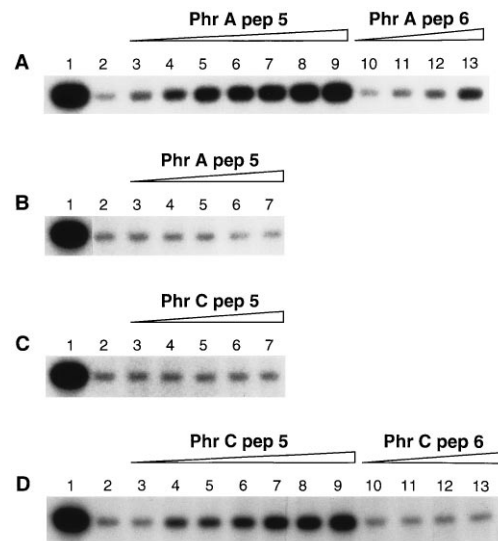 Phr A pep 5 Phr A pep 6
A 1 2 3 4 5 6 7 8 9 10 11 12 13
Phr A pep 5
B 1 2 3 4 5 6 7
Phr C pep 5
C 1 2 3 4 5 6 7
Phr C pep 5 Phr C pep 6
D 1 2 3 4 5 6 7 8 9 10 11 12 13